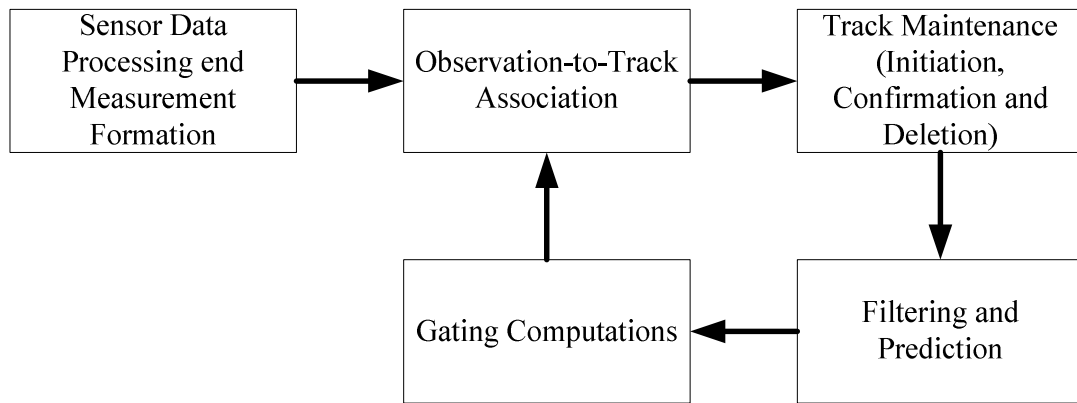 Sensor Data
Processing end
Measurement
Formation
Observation-to-Track
Association
Track Maintenance
(Initiation,
Confirmation and
Deletion)
Gating Computations
Filtering and
Prediction